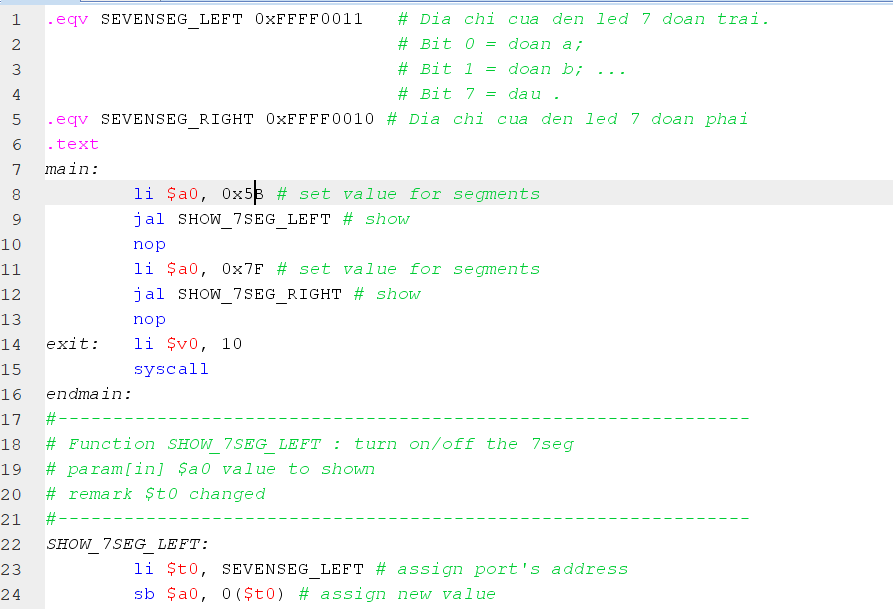 1 .eqv SEVENSEG_LEFT 0xFFFF0011 # Dia chi cua den led 7 doan trai.
2 # Bit 0 = doan a;
3 # Bit 1 = doan b; ...
4 # Bit 7 = dau .
5 .eqv SEVENSEG_RIGHT 0xFFFF0010 # Dia chi cua den led 7 doan phai
6 .text
7 main:
8 li $a0, 0x5B # set value for segments
9 jal SHOW_7SEG_LEFT # show
10 nop
11 li $a0, 0x7F # set value for segments
12 jal SHOW_7SEG_RIGHT # show
13 nop
14 exit: li $v0, 10
15 syscall
16 endmain:
17 #---------------------------------------------------------------
18 # Function SHOW_7SEG_LEFT : turn on/off the 7seg
19 # param[in] $a0 value to shown
20 # remark $t0 changed
21 #---------------------------------------------------------------
22 SHOW_7SEG_LEFT:
23 li $t0, SEVENSEG_LEFT # assign port's address
24 sb $a0, 0($t0) # assign new value